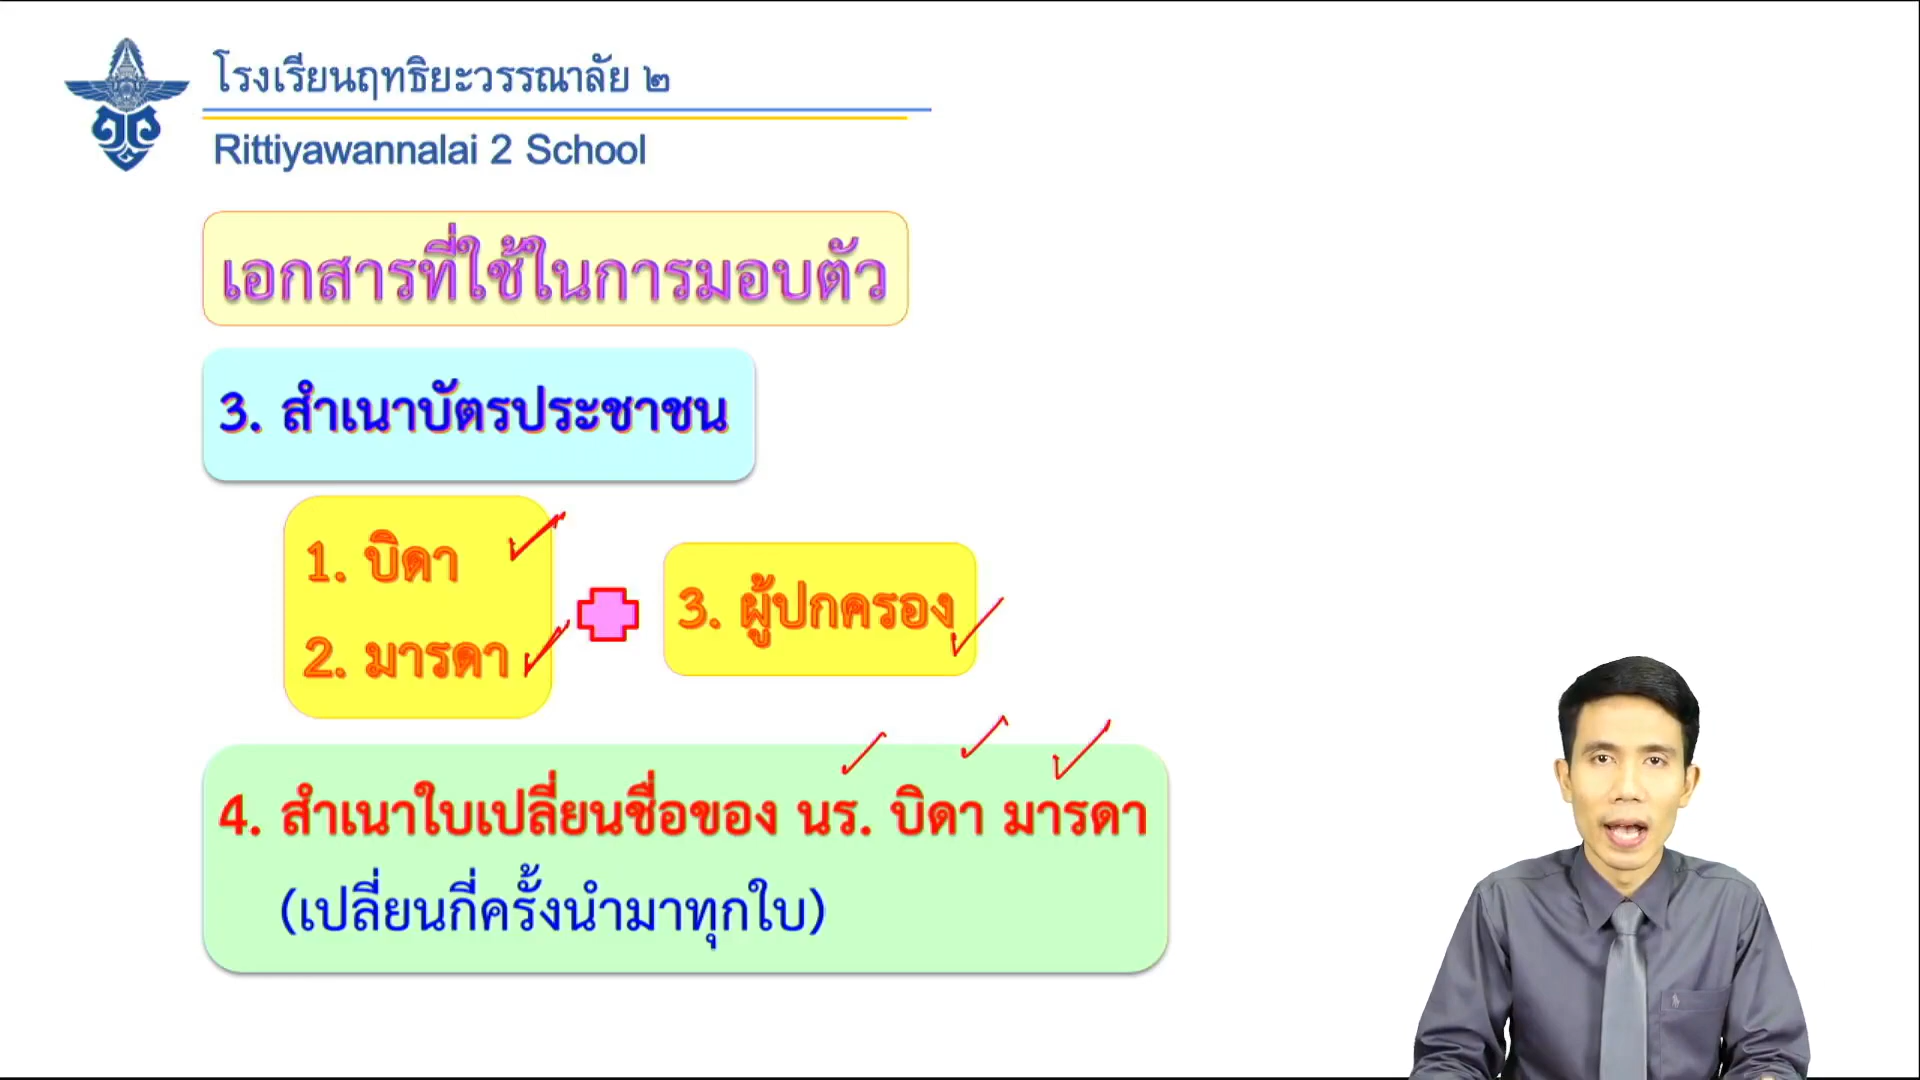 โรงเรียนฤทธิยะวรรณาลัย ๒
Rittiyawannalai 2 School
เอกสารที่ใช้ในการมอบตัว
3. สำเนาบัตรประชาชน
1. บิดา
2. มารดา
3. ผู้ปกครอง
4. สำเนาใบเปลี่ยนชื่อของ นร. บิดา มารดา
(เปลี่ยนกี่ครั้งนำมาทุกใบ)